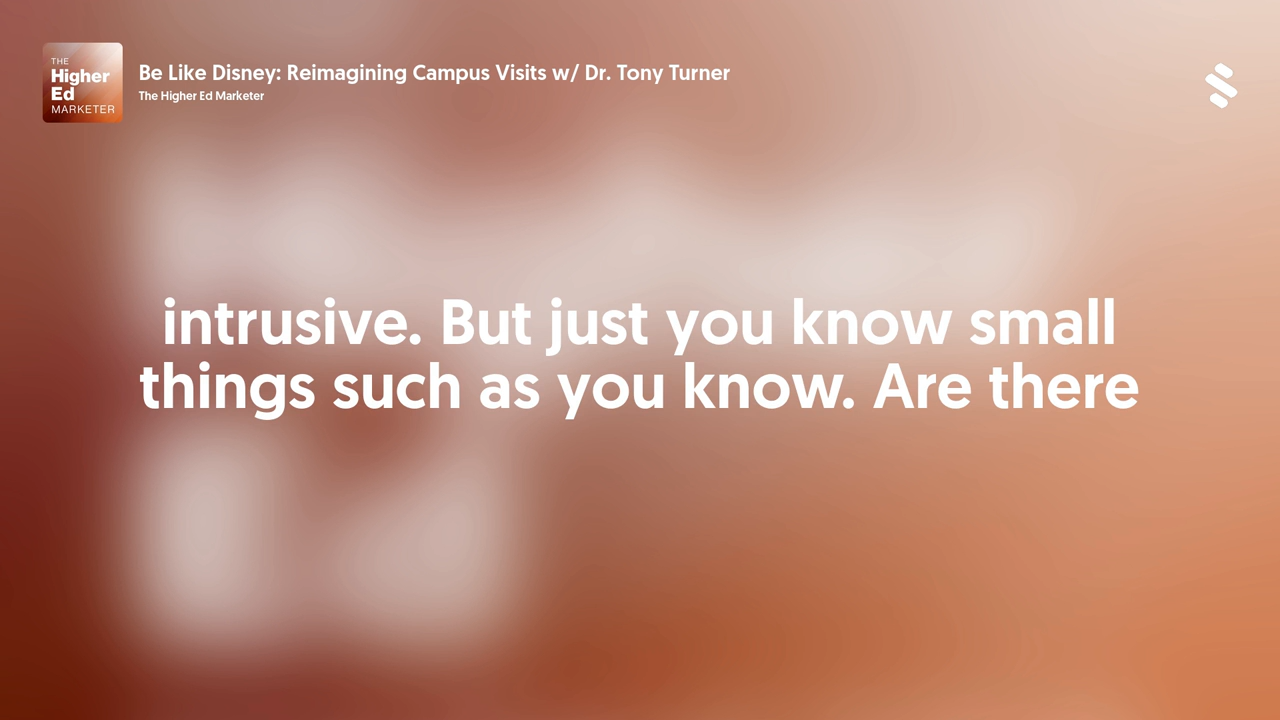 THE
Higher
Ed
MARKETER
Be Like Disney: Reimagining Campus Visits w/ Dr. Tony Turner
The Higher Ed Marketer
intrusive. But just you know small
things such as you know. Are there